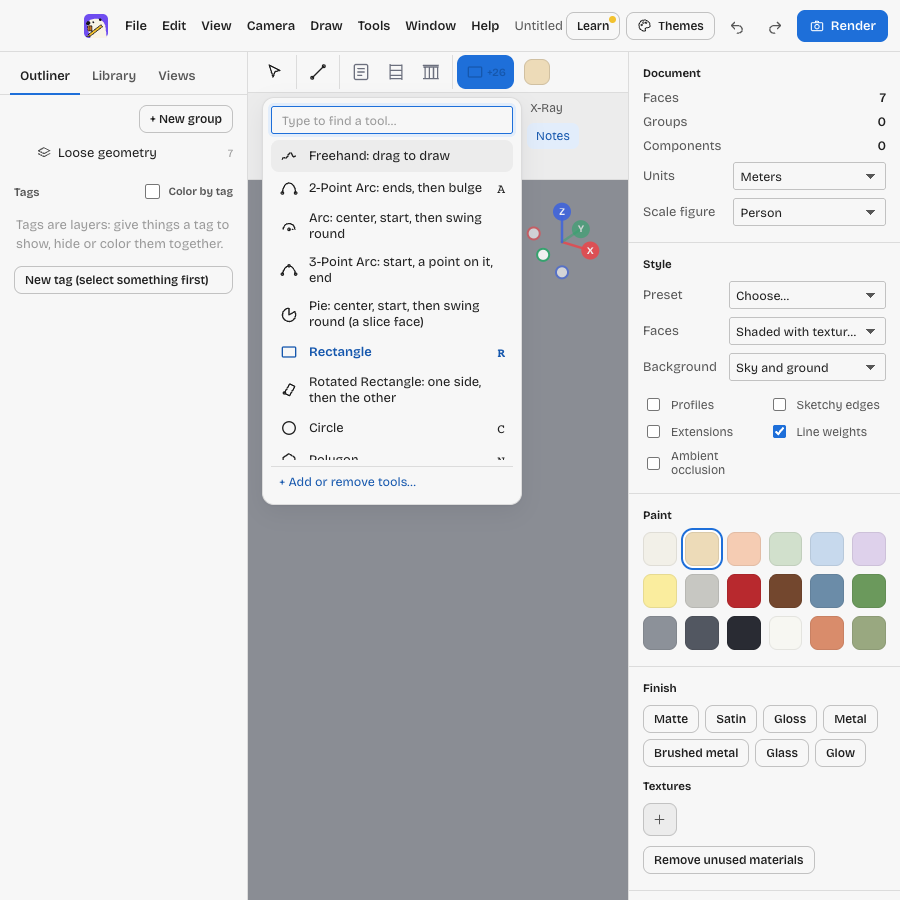 File Edit View Camera Draw Tools Window Help Untitled Learn Themes Render
Outliner Library Views
+ New group
Loose geometry 7
Tags Color by tag
Tags are layers: give things a tag to
show, hide or color them together.
New tag (select something first)
+26
Type to find a tool...
Freehand: drag to draw
2-Point Arc: ends, then bulge A
Arc: center, start, then swing
round
3-Point Arc: start, a point on it,
end
Pie: center, start, then swing
round (a slice face)
Rectangle R
Rotated Rectangle: one side,
then the other
Circle C
Polygon N
+ Add or remove tools...
X-Ray
Notes
Z
Y
X
Document
Faces 7
Groups 0
Components 0
Units Meters
Scale figure Person
Style
Preset Choose...
Faces Shaded with textur...
Background Sky and ground
Profiles Sketchy edges
Extensions Line weights
Ambient
occlusion
Paint
Finish
Matte Satin Gloss Metal
Brushed metal Glass Glow
Textures
+
Remove unused materials